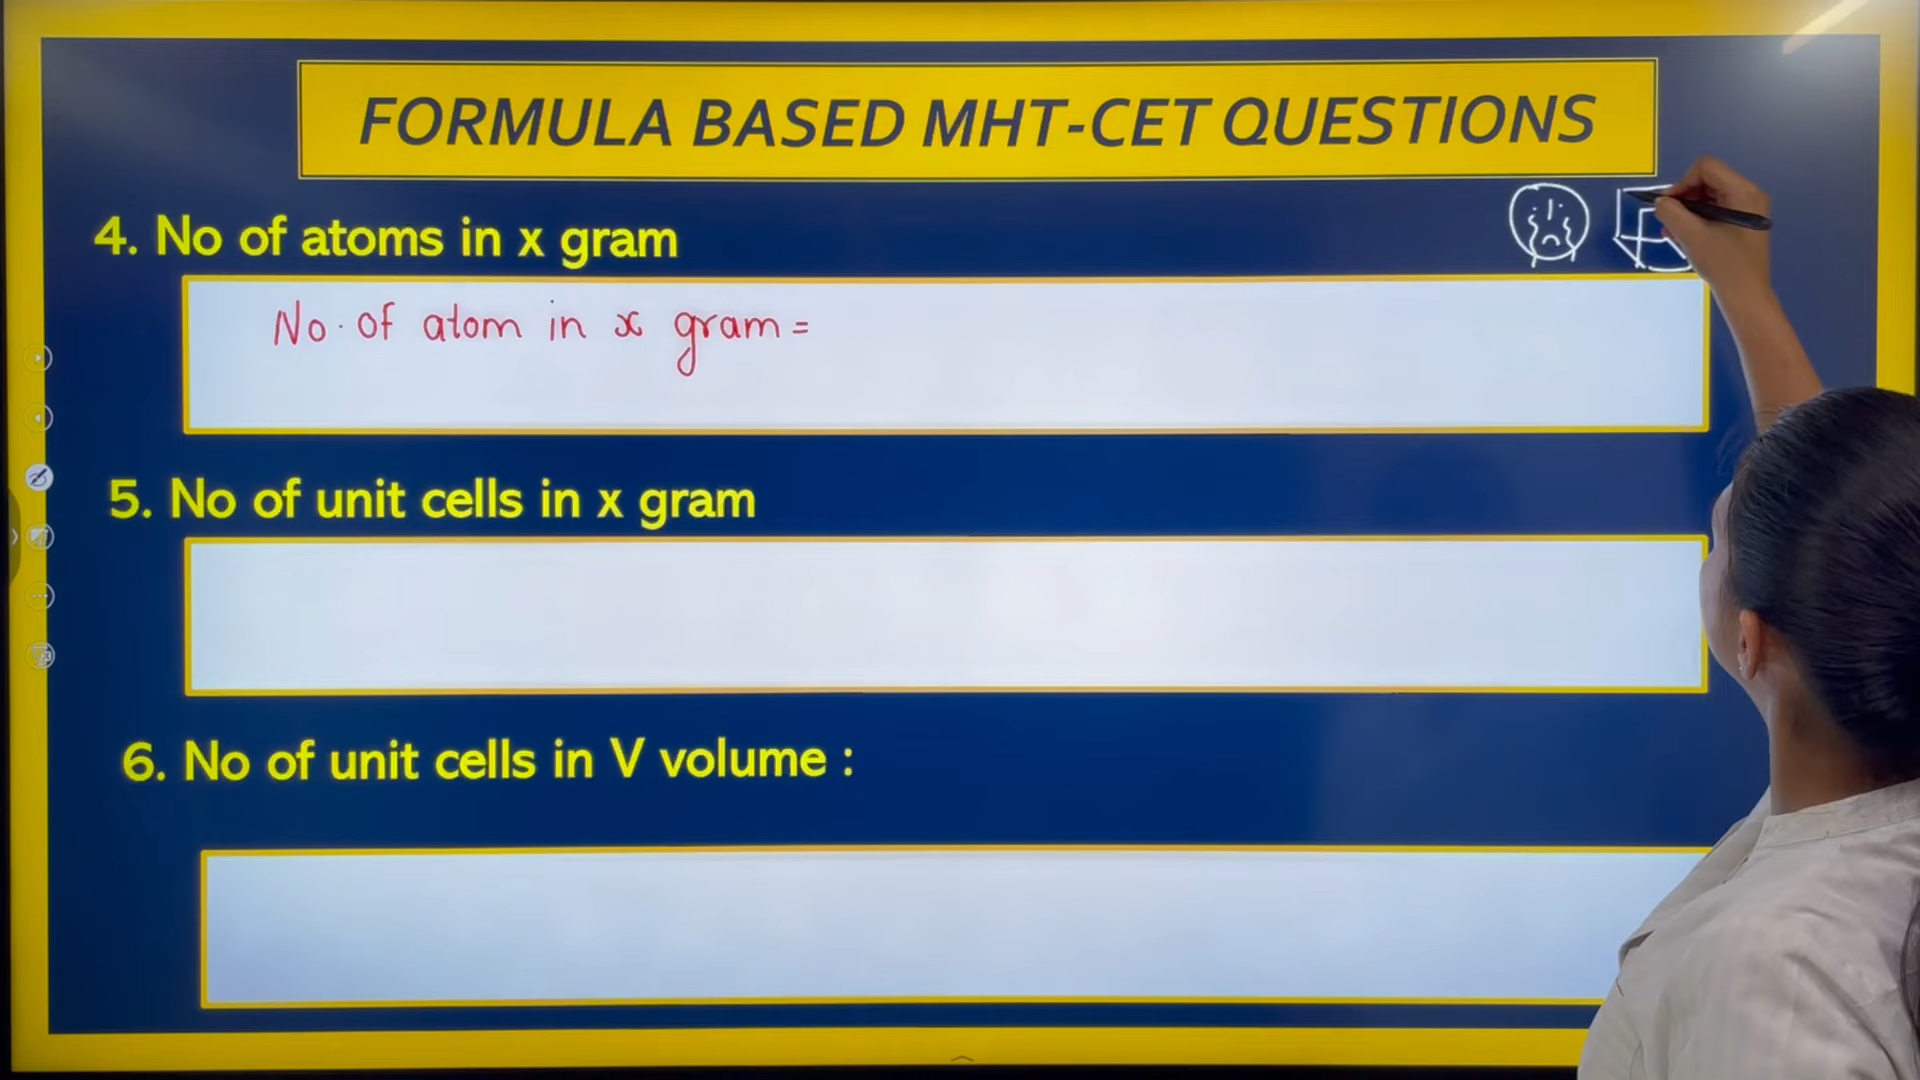 FORMULA BASED MHT-CET QUESTIONS
4. No of atoms in x gram
No. of atom in x gram =
5. No of unit cells in x gram
6. No of unit cells in V volume :